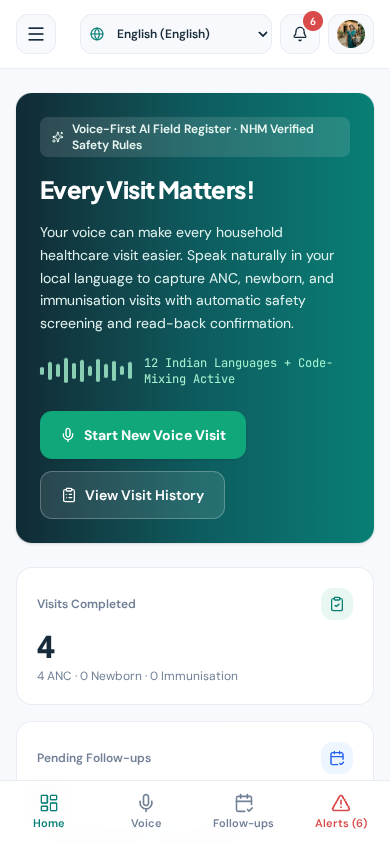 English (English)
6
Voice-First AI Field Register · NHM Verified
Safety Rules
Every Visit Matters!
Your voice can make every household
healthcare visit easier. Speak naturally in your
local language to capture ANC, newborn, and
immunisation visits with automatic safety
screening and read-back confirmation.
12 Indian Languages + Code-
Mixing Active
Start New Voice Visit
View Visit History
Visits Completed
4
4 ANC · 0 Newborn · 0 Immunisation
Pending Follow-ups
Home
Voice
Follow-ups
Alerts (6)